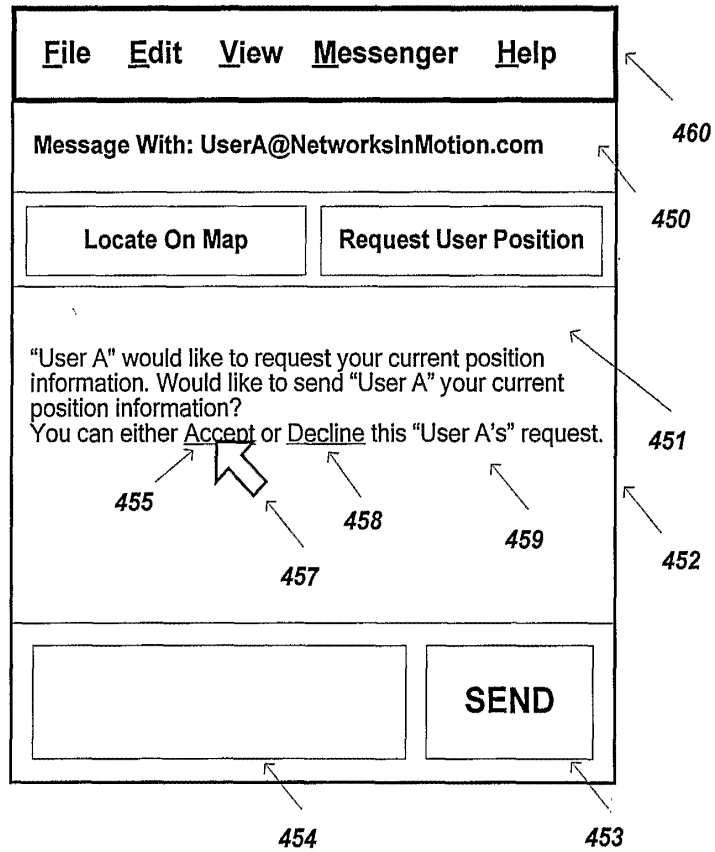 File Edit View Messenger Help
460
Message With: UserA@NetworksInMotion.com
450
Locate On Map Request User Position
"User A" would like to request your current position
information. Would like to send "User A" your current
position information?
You can either Accept or Decline this "User A's" request.
451
455
458
459
452
457
SEND
454
453